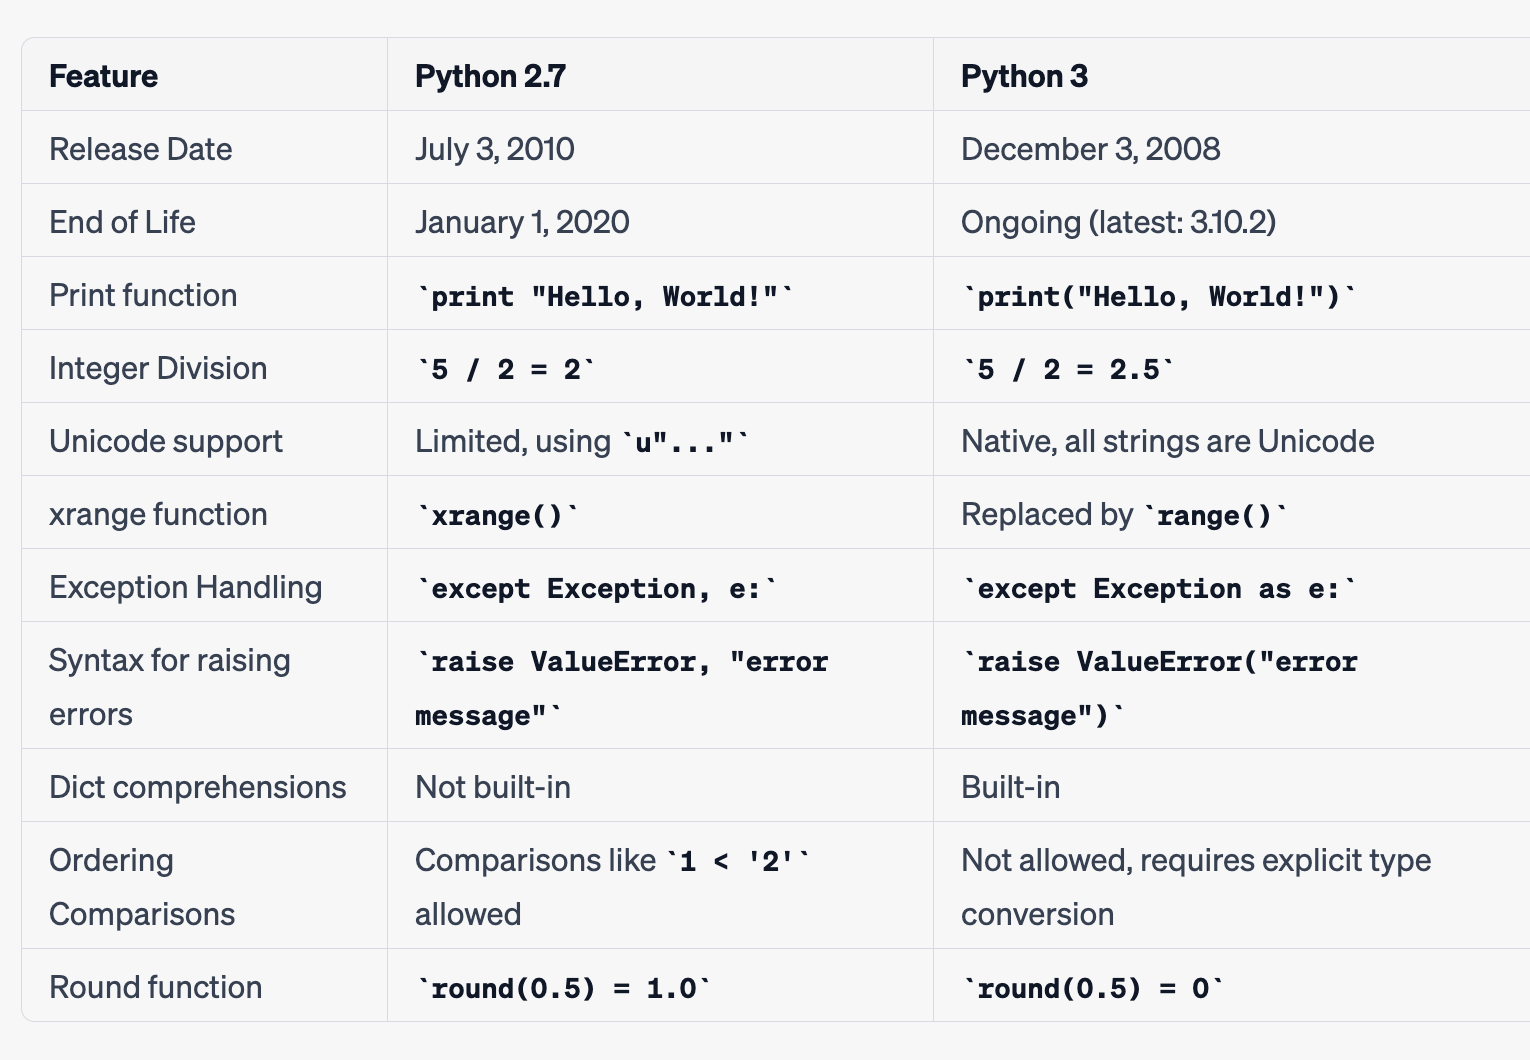 Feature Python 2.7 Python 3
Release Date July 3, 2010 December 3, 2008
End of Life January 1, 2020 Ongoing (latest: 3.10.2)
Print function `print "Hello, World!"` `print("Hello, World!")`
Integer Division `5 / 2 = 2` `5 / 2 = 2.5`
Unicode support Limited, using `u"..."` Native, all strings are Unicode
xrange function `xrange()` Replaced by `range()`
Exception Handling `except Exception, e:` `except Exception as e:`
Syntax for raising `raise ValueError, "error `raise ValueError("error
errors message"` message")`
Dict comprehensions Not built-in Built-in
Ordering Comparisons like `1 < '2'` Not allowed, requires explicit type
Comparisons allowed conversion
Round function `round(0.5) = 1.0` `round(0.5) = 0`